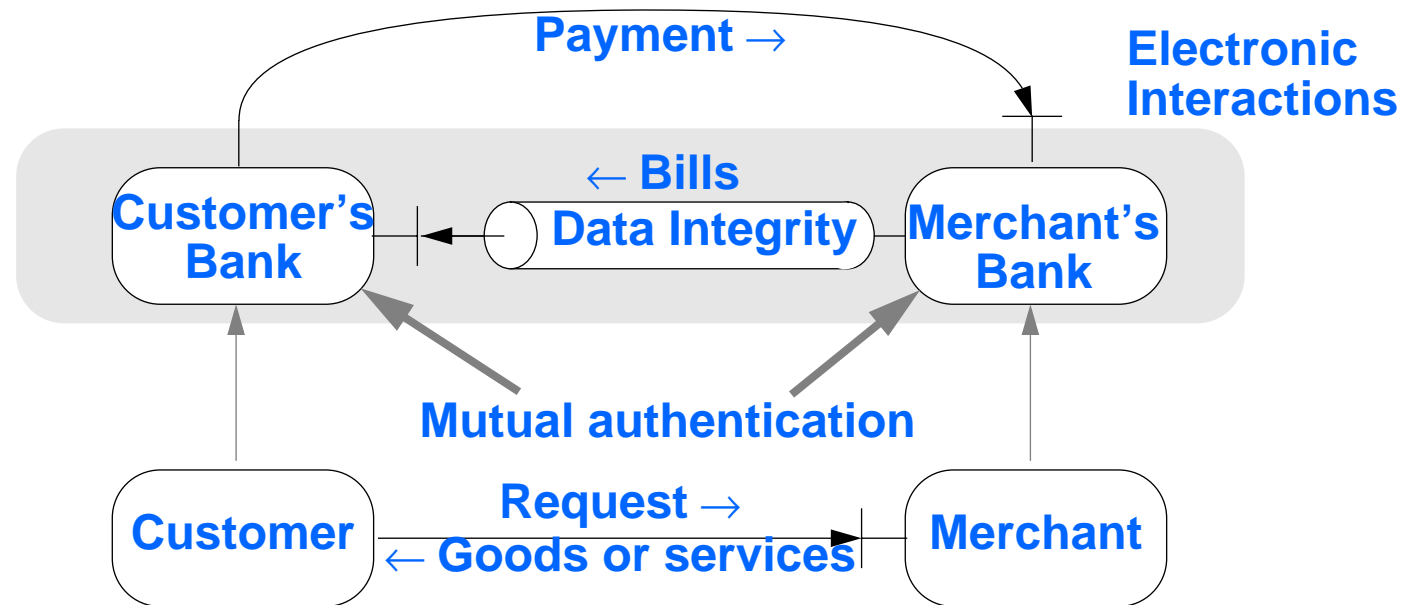 Payment →
Electronic
Interactions
← Bills
Customer’s
Bank
Data Integrity
Merchant’s
Bank
Mutual authentication
Request →
Customer
← Goods or services
Merchant